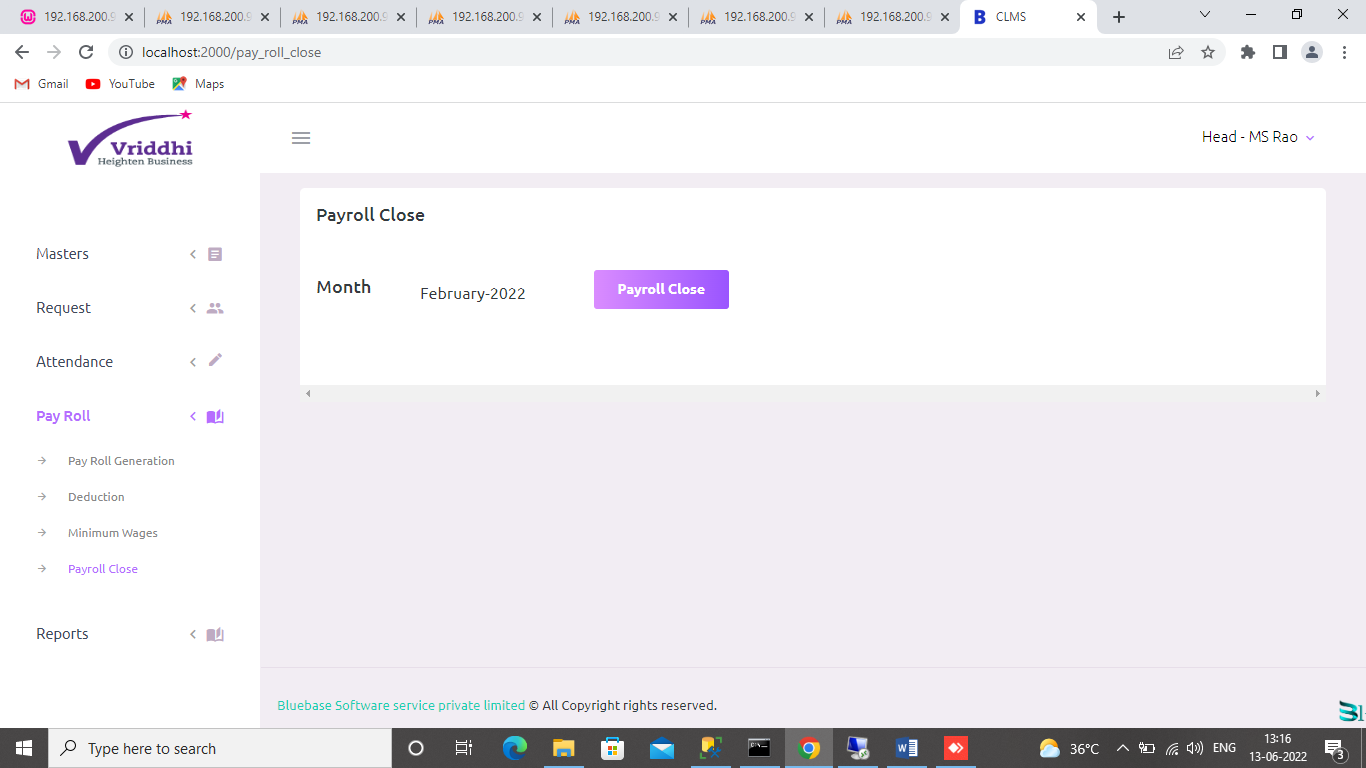 192.168.200.9
192.168.200.9
192.168.200.9
192.168.200.9
192.168.200.9
192.168.200.9
192.168.200.9
CLMS
localhost:2000/pay_roll_close
Gmail
YouTube
Maps
Vriddhi
Heighten Business
Head - MS Rao
Payroll Close
Month
February-2022
Payroll Close
Masters
Request
Attendance
Pay Roll
Pay Roll Generation
Deduction
Minimum Wages
Payroll Close
Reports
Bluebase Software service private limited © All Copyright rights reserved.
Type here to search
36°C
ENG
13:16
13-06-2022
3